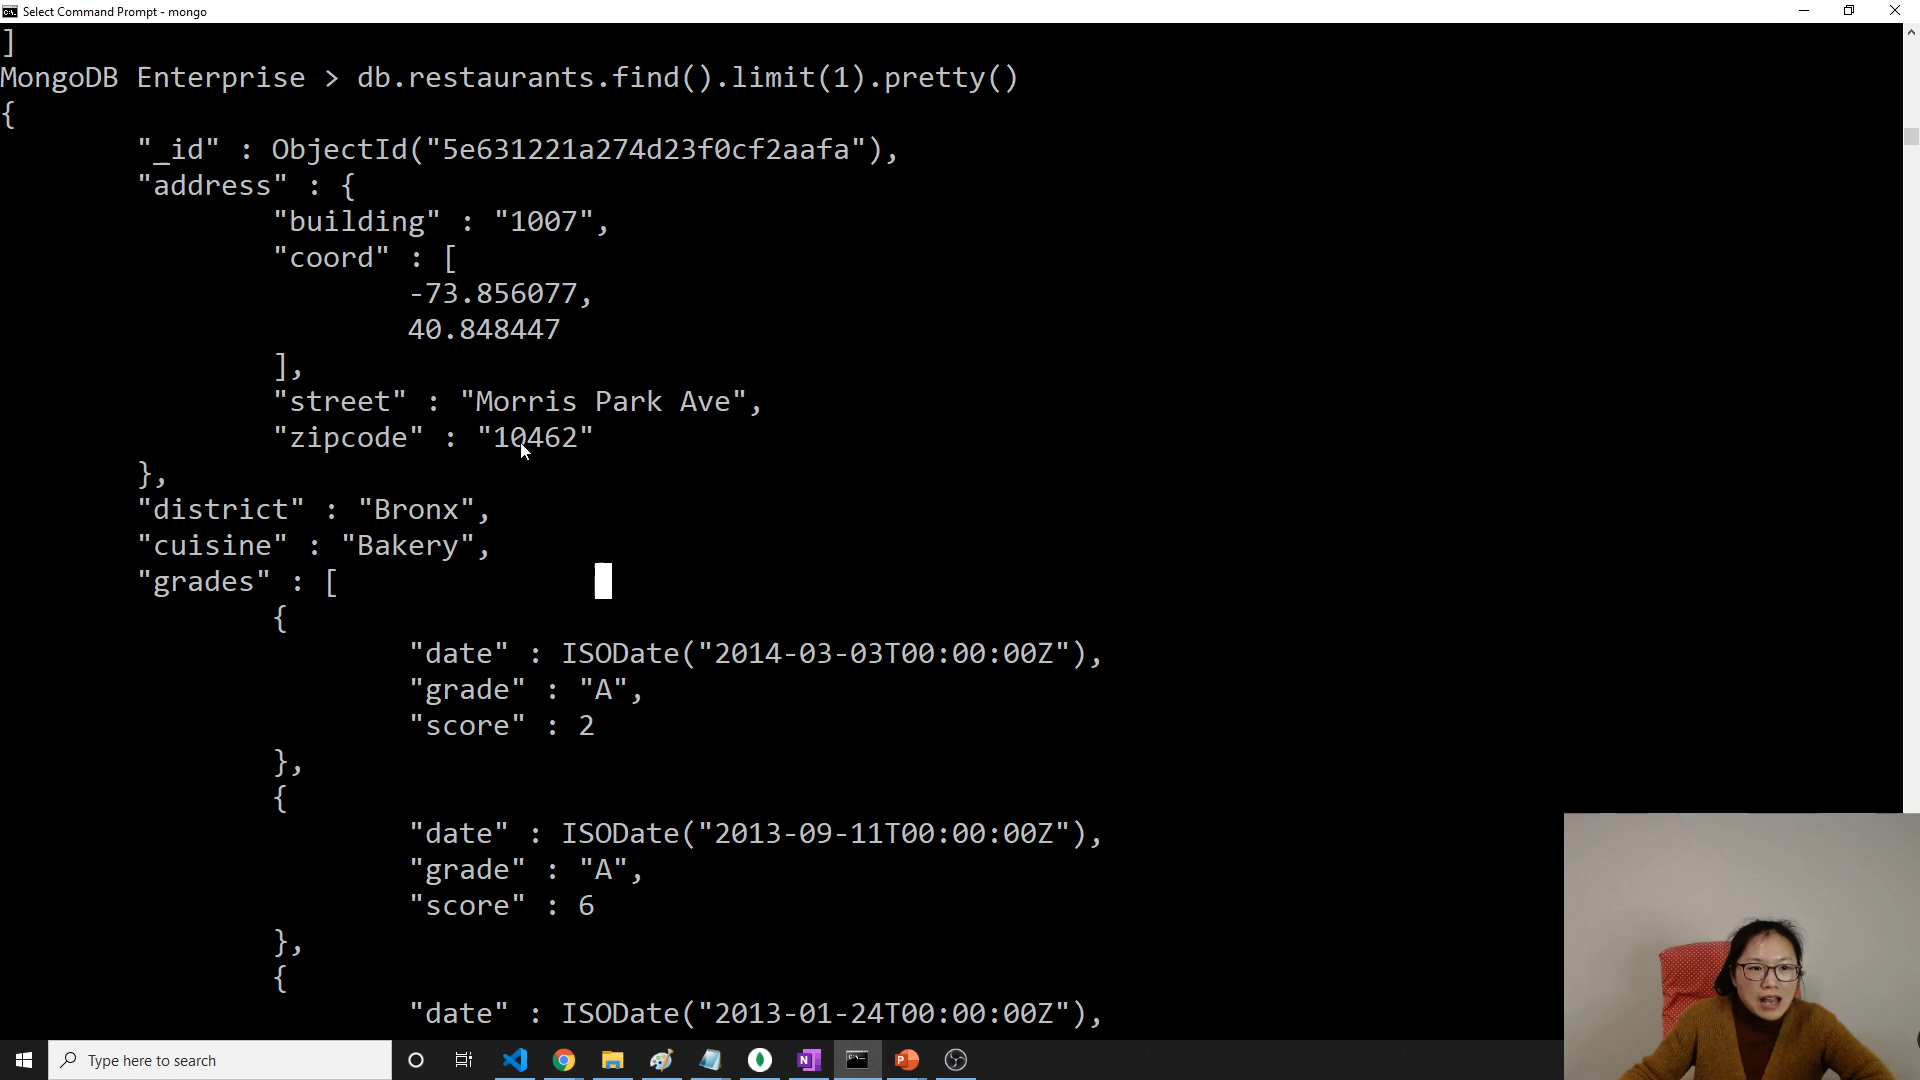 Select Command Prompt - mongo
]
MongoDB Enterprise > db.restaurants.find().limit(1).pretty()
{
"_id" : ObjectId("5e631221a274d23f0cf2aafa"),
"address" : {
"building" : "1007",
"coord" : [
-73.856077,
40.848447
],
"street" : "Morris Park Ave",
"zipcode" : "10462"
},
"district" : "Bronx",
"cuisine" : "Bakery",
"grades" : [
{
"date" : ISODate("2014-03-03T00:00:00Z"),
"grade" : "A",
"score" : 2
},
{
"date" : ISODate("2013-09-11T00:00:00Z"),
"grade" : "A",
"score" : 6
},
{
"date" : ISODate("2013-01-24T00:00:00Z"),
Type here to search